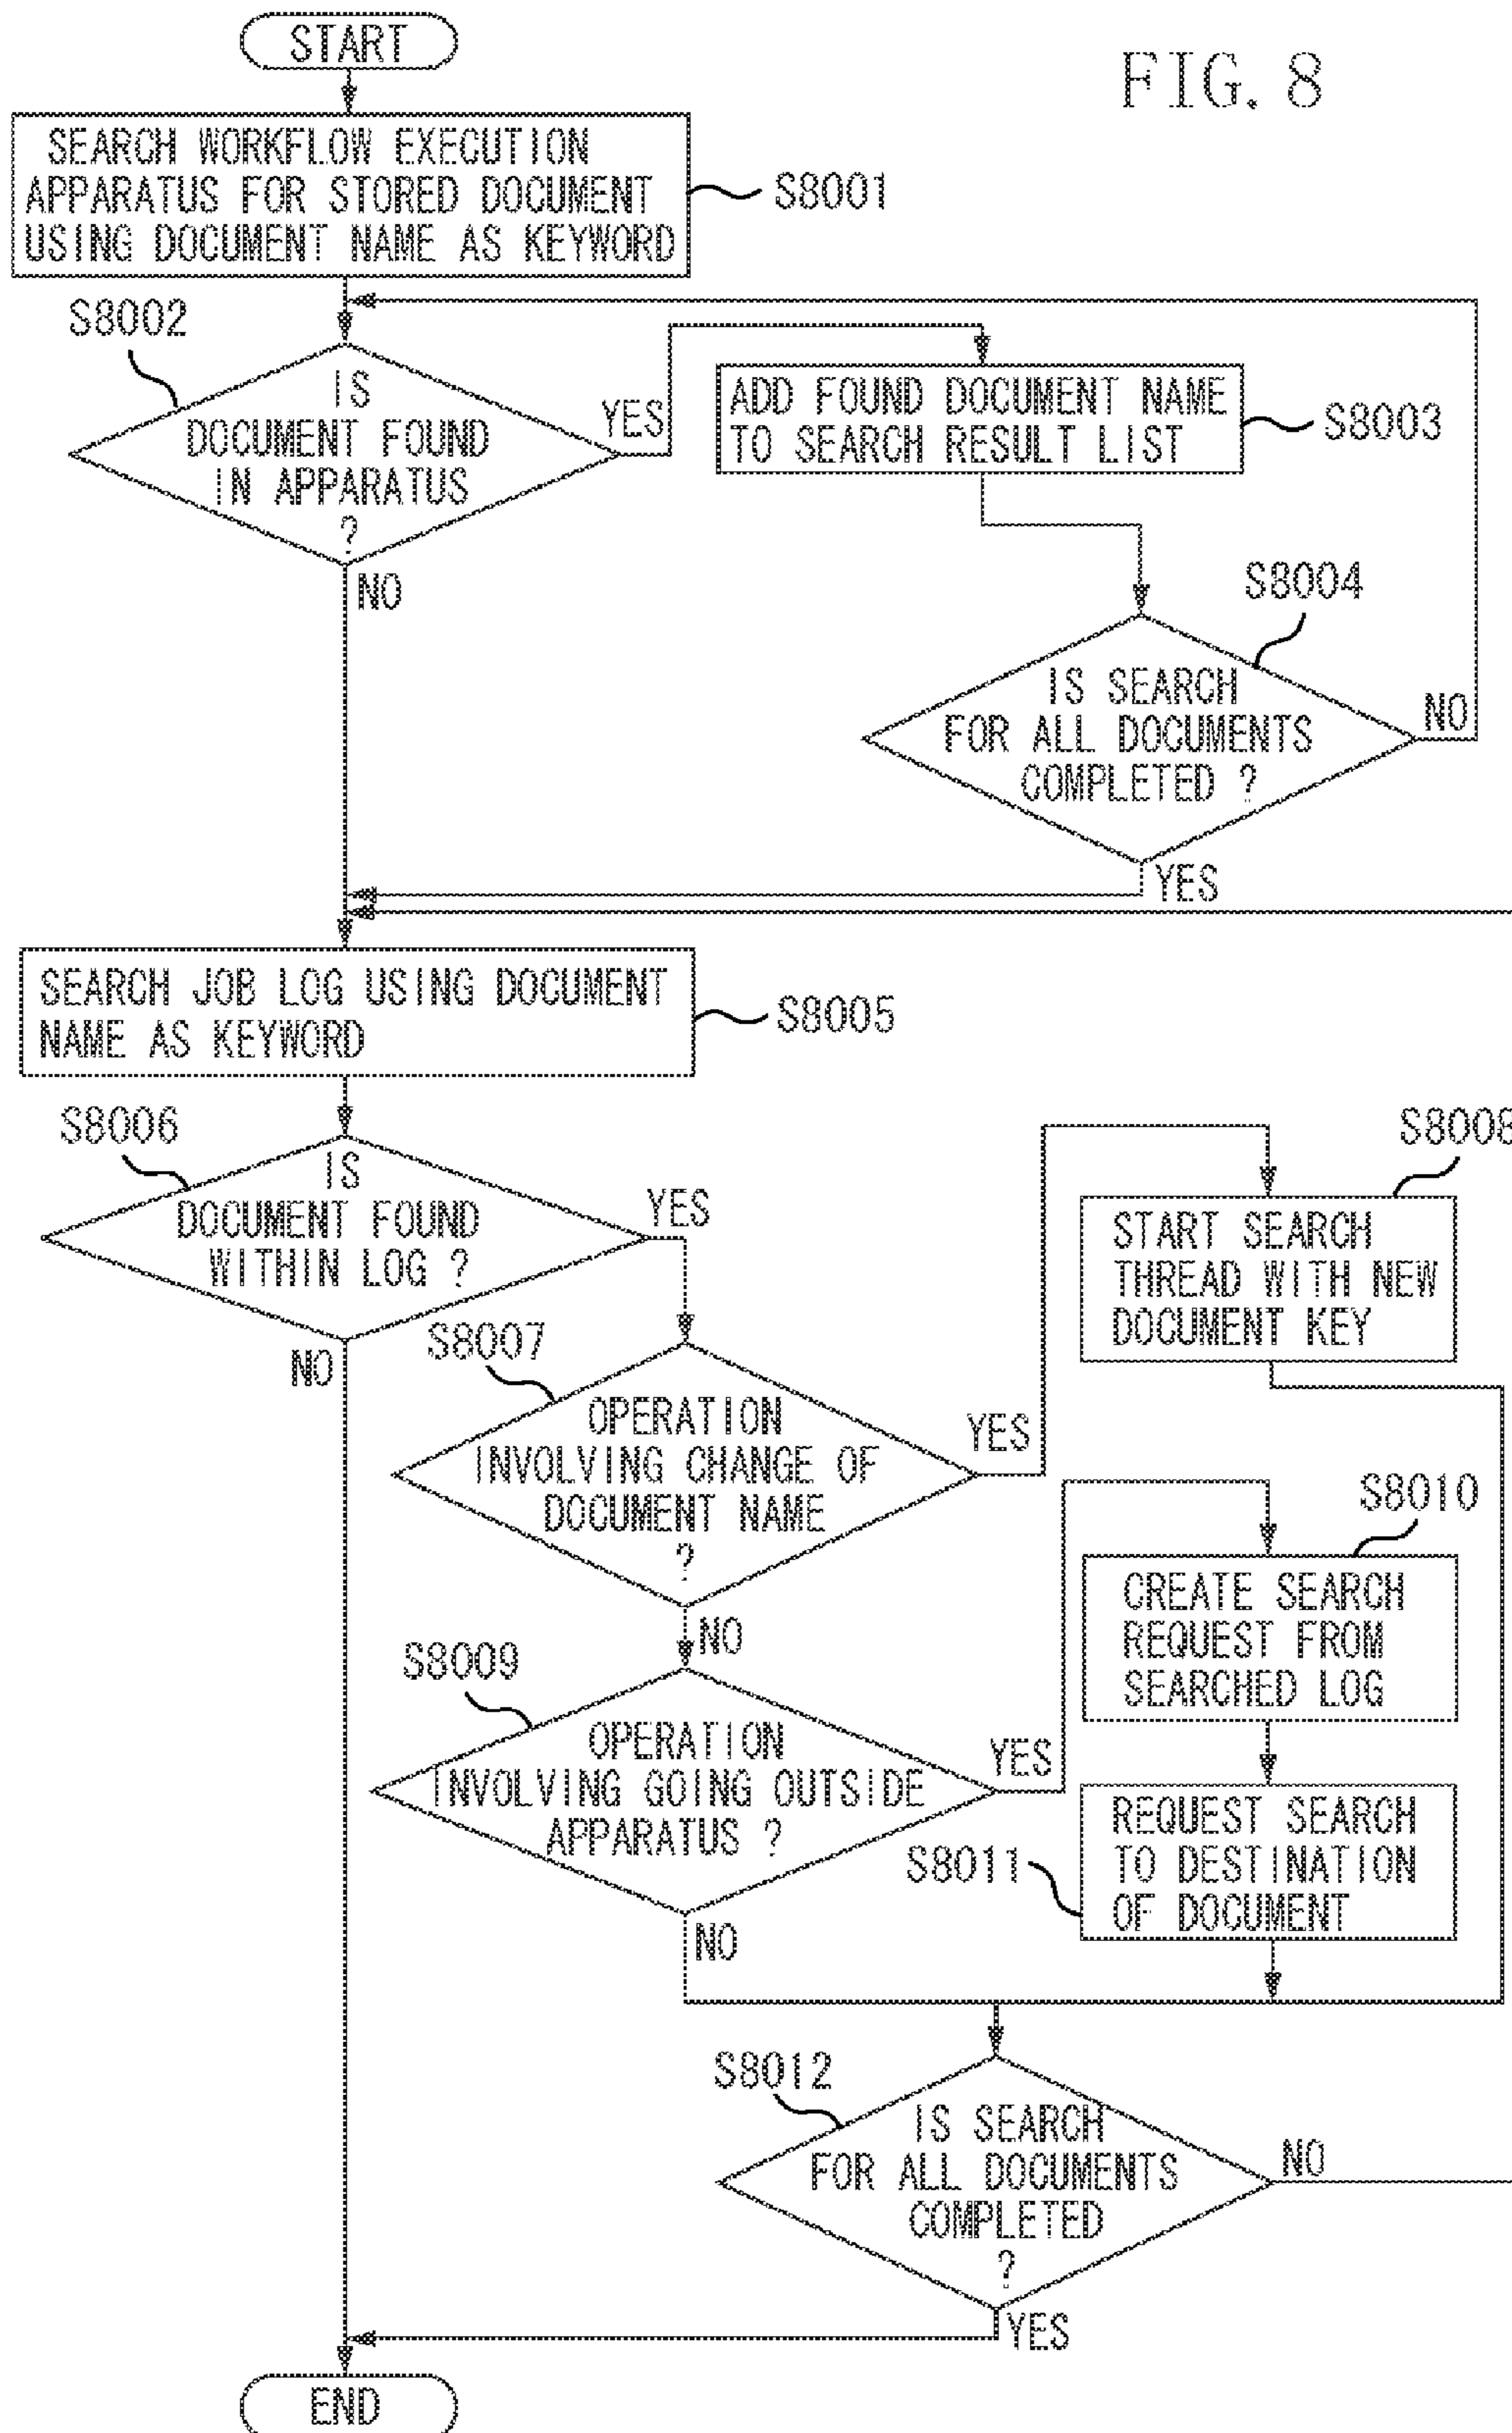 START
FIG. 8
SEARCH WORKFLOW EXECUTION
APPARATUS FOR STORED DOCUMENT
USING DOCUMENT NAME AS KEYWORD
S8001
S8002
IS
DOCUMENT FOUND
IN APPARATUS
?
YES
NO
ADD FOUND DOCUMENT NAME
TO SEARCH RESULT LIST
S8003
S8004
IS SEARCH
FOR ALL DOCUMENTS
COMPLETED ?
NO
YES
SEARCH JOB LOG USING DOCUMENT
NAME AS KEYWORD
S8005
S8006
IS
DOCUMENT FOUND
WITHIN LOG ?
YES
NO
S8007
OPERATION
INVOLVING CHANGE OF
DOCUMENT NAME
?
YES
NO
S8008
START SEARCH
THREAD WITH NEW
DOCUMENT KEY
S8009
OPERATION
INVOLVING GOING OUTSIDE
APPARATUS ?
YES
NO
S8010
CREATE SEARCH
REQUEST FROM
SEARCHED LOG
S8011
REQUEST SEARCH
TO DESTINATION
OF DOCUMENT
S8012
IS SEARCH
FOR ALL DOCUMENTS
COMPLETED
?
NO
YES
END